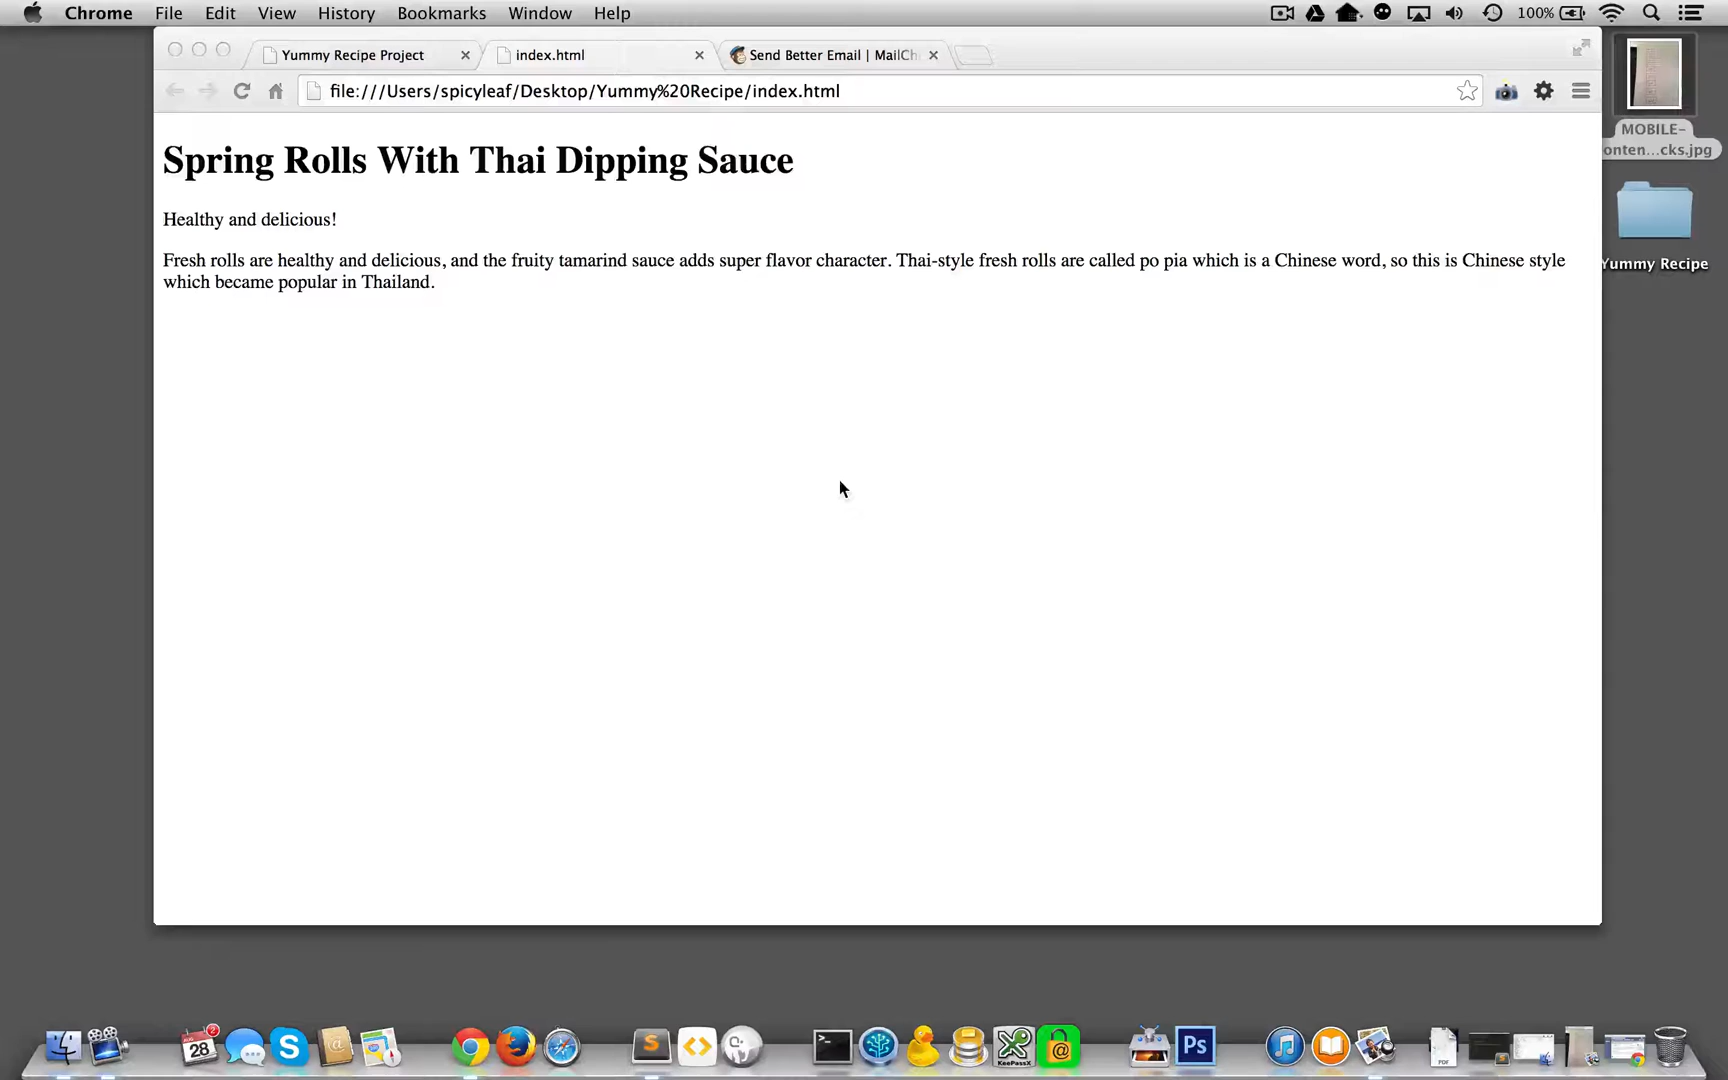 Chrome File Edit View History Bookmarks Window Help 100%
Yummy Recipe Project index.html Send Better Email | MailCh
file:///Users/spicyleaf/Desktop/Yummy%20Recipe/index.html
Spring Rolls With Thai Dipping Sauce
Healthy and delicious!
Fresh rolls are healthy and delicious, and the fruity tamarind sauce adds super flavor character. Thai-style fresh rolls are called po pia which is a Chinese word, so this is Chinese style
which became popular in Thailand.
MOBILE-
onten...cks.jpg
Yummy Recipe
2
28
S
S
@
>_
KeePassX
@
Ps
PDF